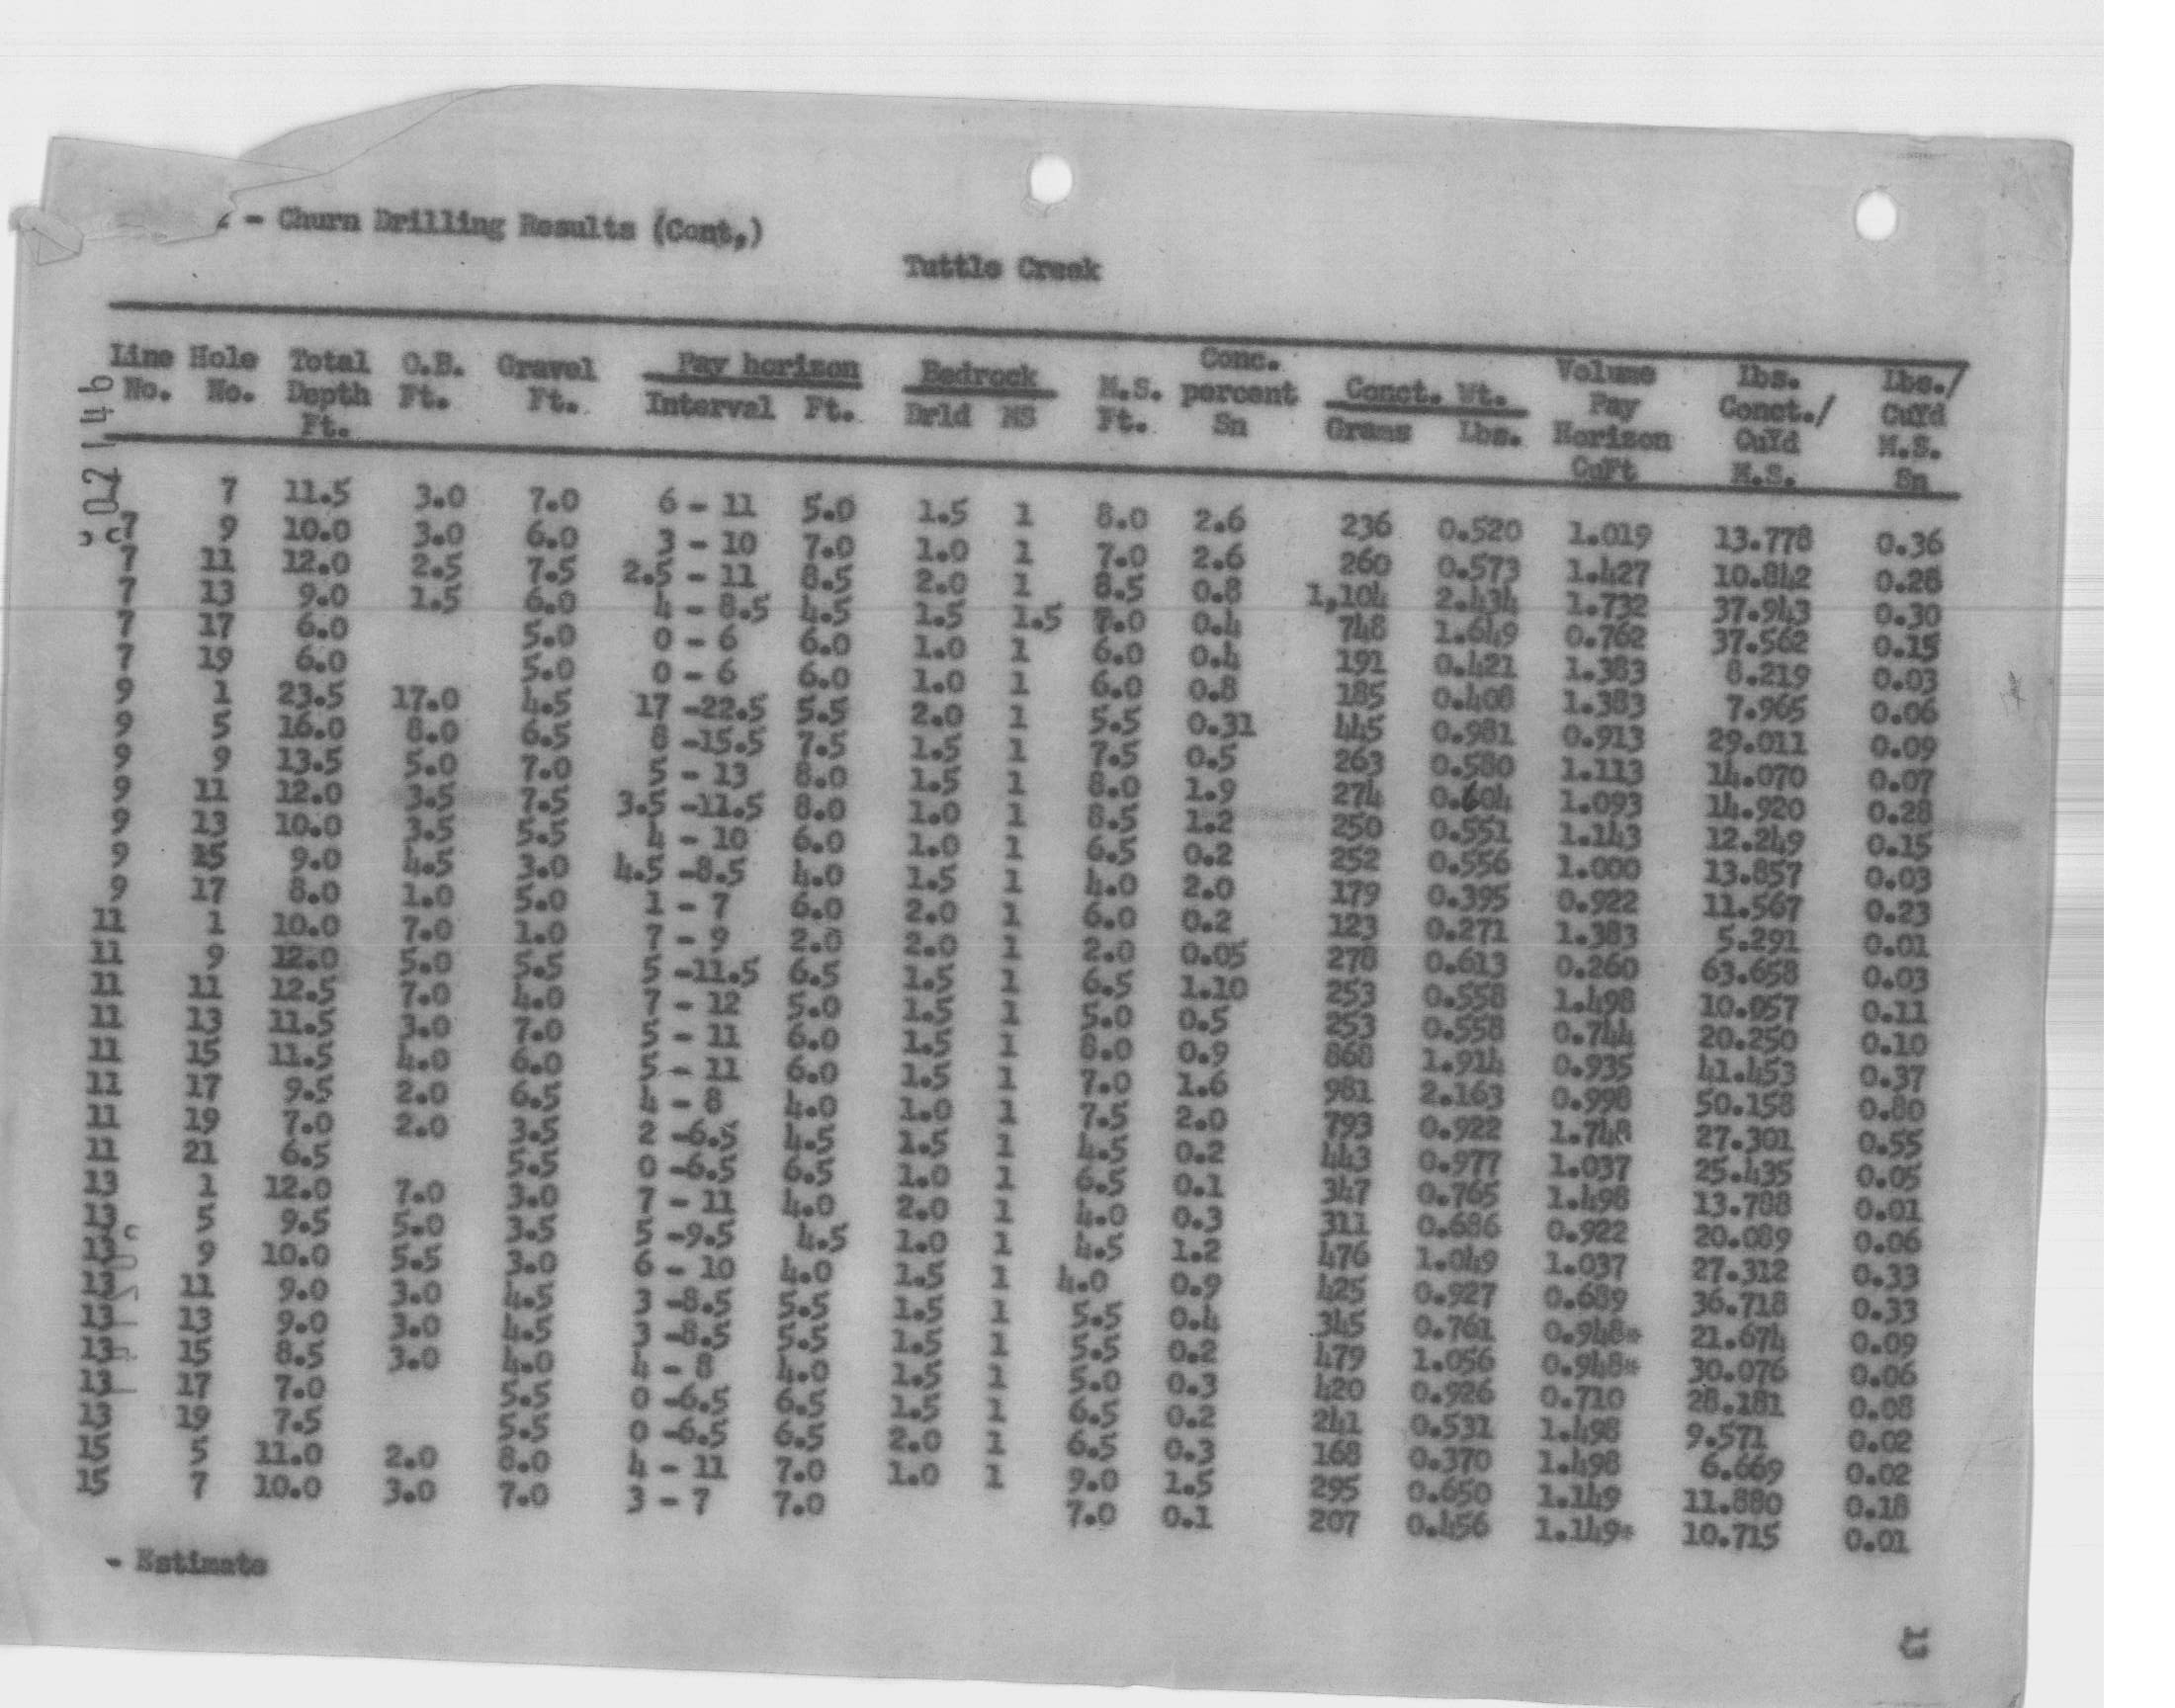 - Churn Drilling Results (Cont,)
Tuttle Creek
Line Hole Total O.B. Gravel Pay horizon Bedrock M.S. Conc. Conct. Wt. Volume Lbs. Lbs./
No. No. Depth Ft. Ft. Interval Ft. Drld MS Ft. percent Grams Lbs. Pay Conct./ CuYd
Ft. Sn Horizon CuYd M.S.
CuFt M.S. Sn
7 11.5 3.0 7.0 6 - 11 5.0 1.5 1 8.0 2.6 236 0.520 1.019 13.778 0.36
7 9 10.0 3.0 6.0 3 - 10 7.0 1.0 1 7.0 2.6 260 0.573 1.427 10.842 0.28
7 11 12.0 2.5 7.5 2.5 - 11 8.5 2.0 1 8.5 0.8 1,104 2.434 1.732 37.943 0.30
7 13 9.0 1.5 6.0 4 - 8.5 4.5 1.5 1.5 7.0 0.4 748 1.649 0.762 37.562 0.15
7 17 6.0 5.0 0 - 6 6.0 1.0 1 6.0 0.4 191 0.421 1.383 8.219 0.03
7 19 6.0 5.0 0 - 6 6.0 1.0 1 6.0 0.8 185 0.408 1.383 7.965 0.06
9 1 23.5 17.0 4.5 17 -22.5 5.5 2.0 1 5.5 0.31 445 0.981 0.913 29.011 0.09
9 5 16.0 8.0 6.5 8 -15.5 7.5 1.5 1 7.5 0.5 263 0.580 1.113 14.070 0.07
9 9 13.5 5.0 7.0 5 - 13 8.0 1.5 1 8.0 1.9 274 0.604 1.093 14.920 0.28
9 11 12.0 3.5 7.5 3.5 -11.5 8.0 1.0 1 8.5 1.2 250 0.551 1.143 12.249 0.15
9 13 10.0 3.5 5.5 4 - 10 6.0 1.0 1 6.5 0.2 252 0.556 1.000 13.857 0.03
9 15 9.0 4.5 3.0 4.5 -8.5 4.0 1.5 1 4.0 2.0 179 0.395 0.922 11.567 0.23
9 17 8.0 1.0 5.0 1 - 7 6.0 2.0 1 6.0 0.2 123 0.271 1.383 5.291 0.01
11 1 10.0 7.0 1.0 7 - 9 2.0 2.0 1 2.0 0.05 278 0.613 0.260 63.658 0.03
11 9 12.0 5.0 5.5 5 -11.5 6.5 1.5 1 6.5 1.10 253 0.558 1.498 10.057 0.11
11 11 12.5 7.0 4.0 7 - 12 5.0 1.5 1 5.0 0.5 253 0.558 0.744 20.250 0.10
11 13 11.5 3.0 7.0 5 - 11 6.0 1.5 1 8.0 0.9 868 1.914 0.935 41.453 0.37
11 15 11.5 4.0 6.0 5 - 11 6.0 1.5 1 7.0 1.6 981 2.163 0.998 50.158 0.80
11 17 9.5 2.0 6.5 4 - 8 4.0 1.0 1 7.5 2.0 793 0.922 1.748 27.301 0.55
11 19 7.0 2.0 3.5 2 -6.5 4.5 1.5 1 4.5 0.2 443 0.977 1.037 25.435 0.05
11 21 6.5 5.5 0 -6.5 6.5 1.0 1 6.5 0.1 347 0.765 1.498 13.788 0.01
13 1 12.0 7.0 3.0 7 - 11 4.0 2.0 1 4.0 0.3 311 0.686 0.922 20.089 0.06
13 5 9.5 5.0 3.5 5 -9.5 4.5 1.0 1 4.5 1.2 476 1.049 1.037 27.312 0.33
13 9 10.0 5.5 3.0 6 - 10 4.0 1.5 1 4.0 0.9 425 0.927 0.689 36.718 0.33
13 11 9.0 3.0 4.5 3 -8.5 5.5 1.5 1 5.5 0.4 345 0.761 0.948* 21.674 0.09
13 13 9.0 3.0 4.5 3 -8.5 5.5 1.5 1 5.5 0.2 479 1.056 0.948* 30.076 0.06
13 15 8.5 3.0 4.0 4 - 8 4.0 1.5 1 5.0 0.3 420 0.926 0.710 28.181 0.08
13 17 7.0 5.5 0 -6.5 6.5 1.5 1 6.5 0.2 241 0.531 1.498 9.571 0.02
13 19 7.5 5.5 0 -6.5 6.5 2.0 1 6.5 0.3 168 0.370 1.498 6.669 0.02
15 5 11.0 2.0 8.0 4 - 11 7.0 1.0 1 9.0 1.5 295 0.650 1.149 11.880 0.18
15 7 10.0 3.0 7.0 3 - 7 7.0 7.0 0.1 207 0.456 1.149* 10.715 0.01
- Estimate
13